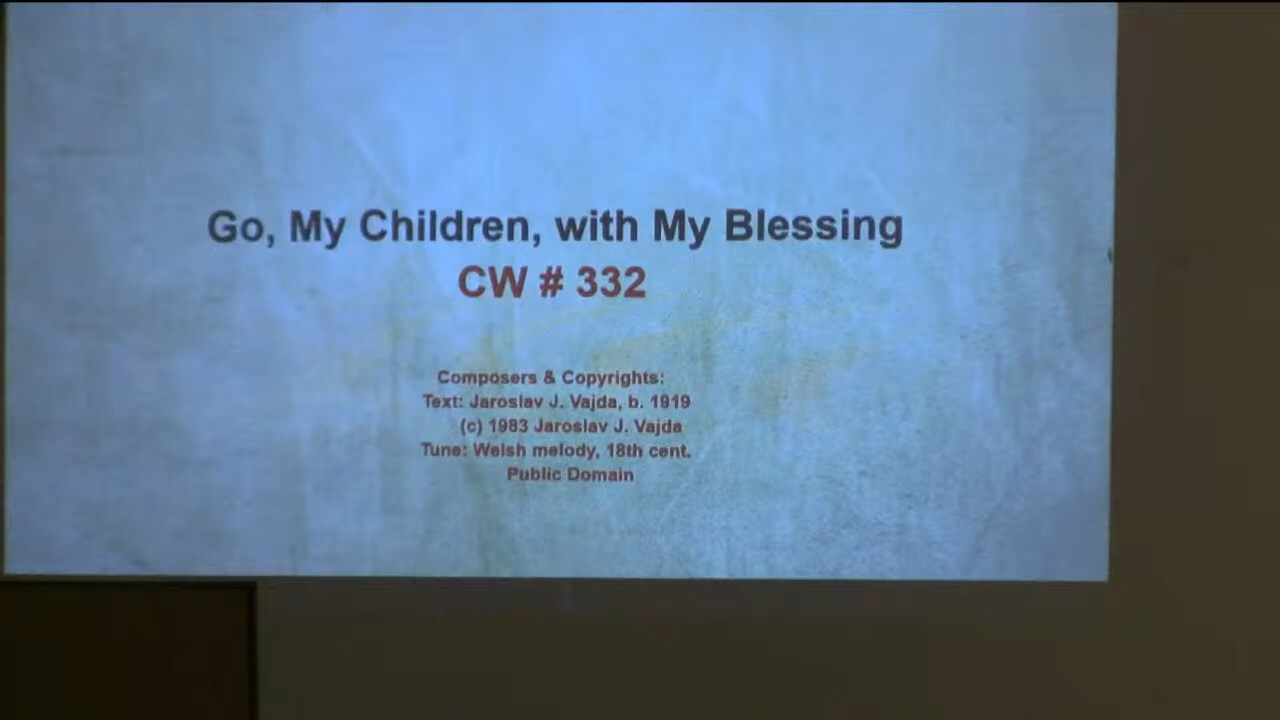 Go, My Children, with My Blessing
CW # 332
Composers & Copyrights:
Text: Jaroslav J. Vajda, b. 1919
(c) 1983 Jaroslav J. Vajda
Tune: Welsh melody, 18th cent.
Public Domain